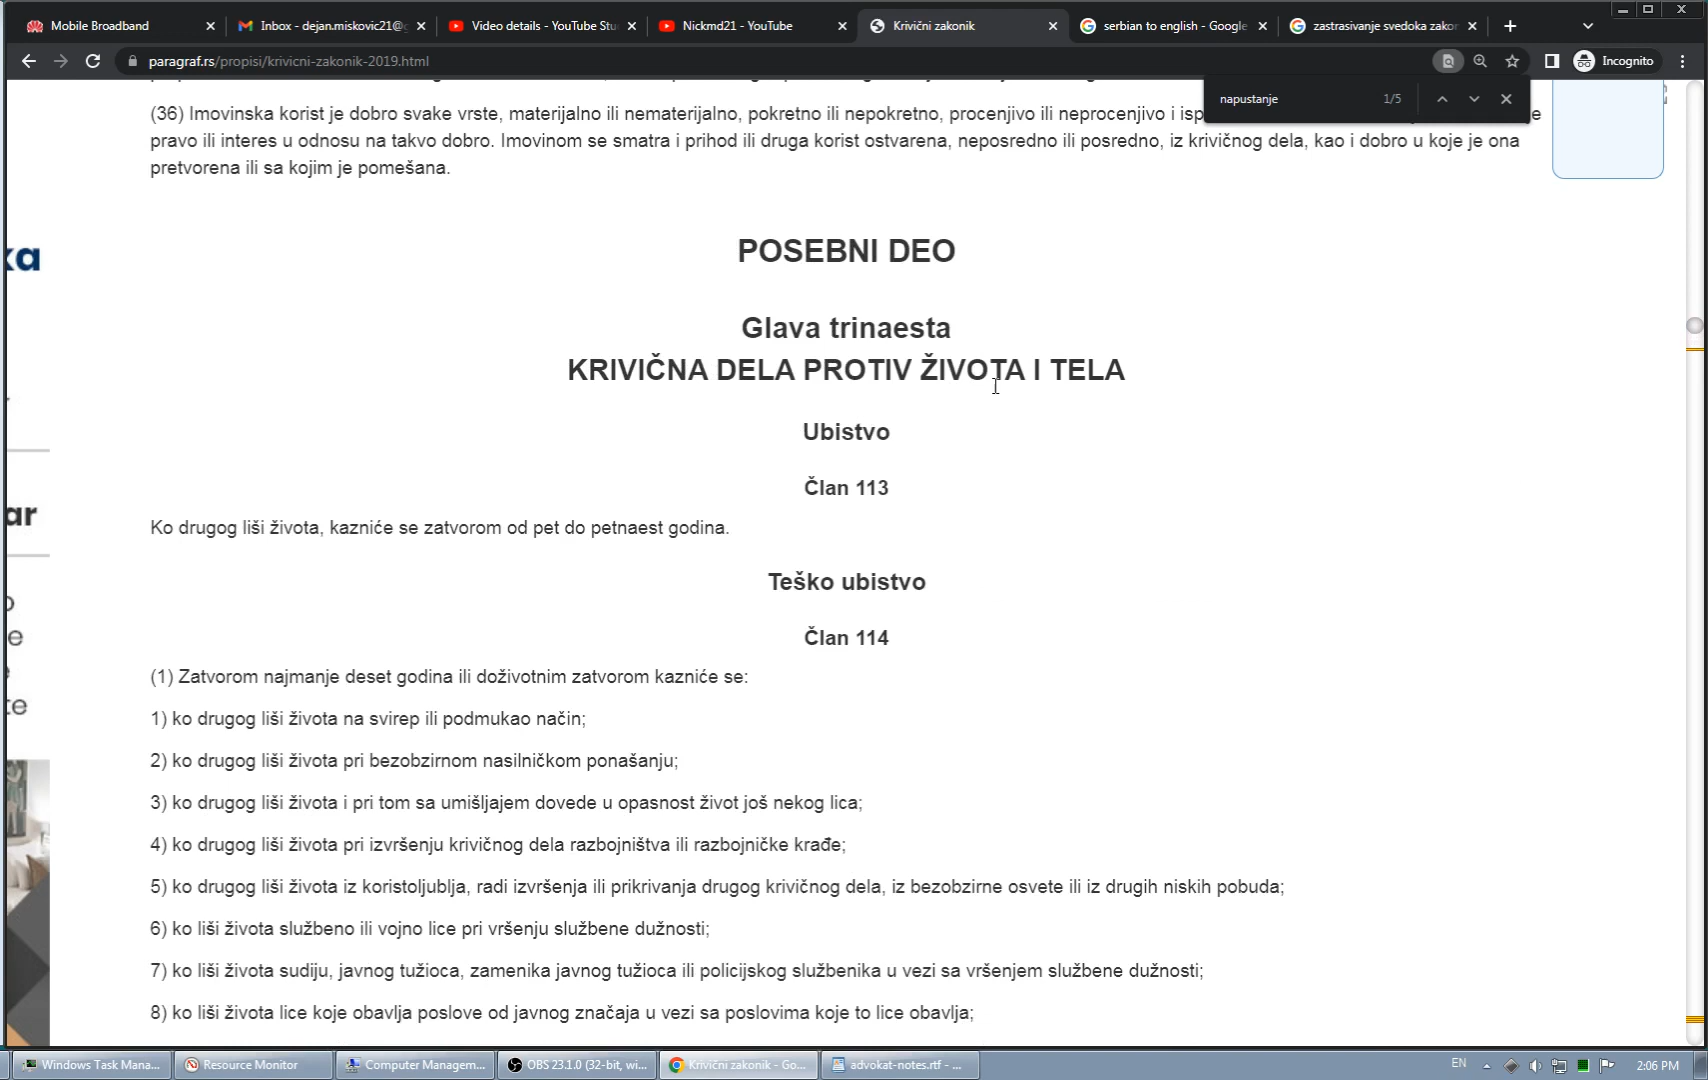 Mobile Broadband
Inbox - dejan.miskovic21@g
Video details - YouTube Stu
Nickmd21 - YouTube
Krivični zakonik
serbian to english - Google
zastrasivanje svedoka zakon
paragraf.rs/propisi/krivicni-zakonik-2019.html
Incognito
napustanje 1/5
(36) Imovinska korist je dobro svake vrste, materijalno ili nematerijalno, pokretno ili nepokretno, procenjivo ili neprocenjivo i isp
pravo ili interes u odnosu na takvo dobro. Imovinom se smatra i prihod ili druga korist ostvarena, neposredno ili posredno, iz krivičnog dela, kao i dobro u koje je ona
pretvorena ili sa kojim je pomešana.
ka
POSEBNI DEO
Glava trinaesta
KRIVIČNA DELA PROTIV ŽIVOTA I TELA
Ubistvo
Član 113
ar
Ko drugog liši života, kazniće se zatvorom od pet do petnaest godina.
Teško ubistvo
Član 114
(1) Zatvorom najmanje deset godina ili doživotnim zatvorom kazniće se:
1) ko drugog liši života na svirep ili podmukao način;
2) ko drugog liši života pri bezobzirnom nasilničkom ponašanju;
3) ko drugog liši života i pri tom sa umišljajem dovede u opasnost život još nekog lica;
4) ko drugog liši života pri izvršenju krivičnog dela razbojništva ili razbojničke krađe;
5) ko drugog liši života iz koristoljublja, radi izvršenja ili prikrivanja drugog krivičnog dela, iz bezobzirne osvete ili iz drugih niskih pobuda;
6) ko liši života službeno ili vojno lice pri vršenju službene dužnosti;
7) ko liši života sudiju, javnog tužioca, zamenika javnog tužioca ili policijskog službenika u vezi sa vršenjem službene dužnosti;
8) ko liši života lice koje obavlja poslove od javnog značaja u vezi sa poslovima koje to lice obavlja;
Windows Task Mana...
Resource Monitor
Computer Managem...
OBS 23.1.0 (32-bit, wi...
Krivični zakonik - Go...
advokat-notes.rtf - ...
EN
2:06 PM